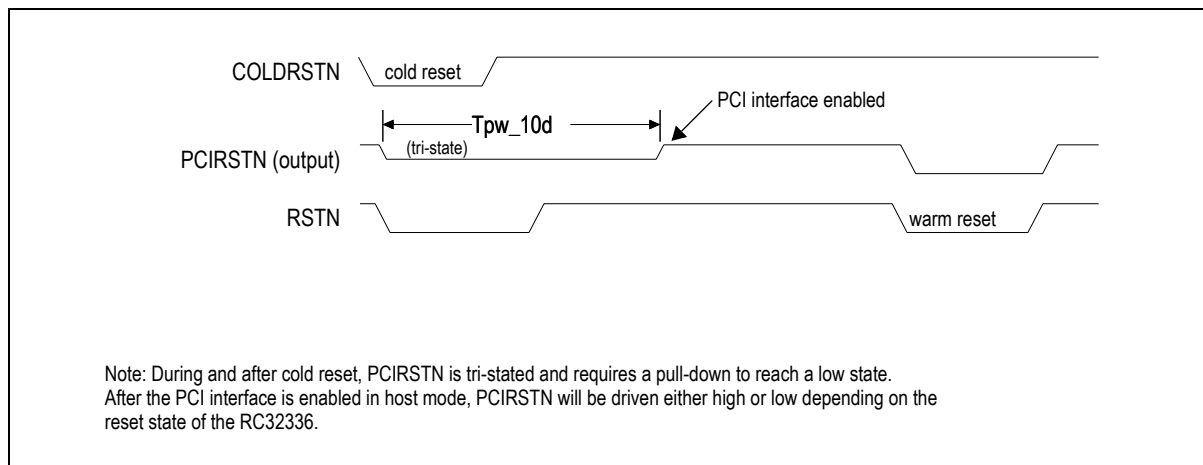 COLDRSTN
cold reset
PCI interface enabled
Tpw_10d
PCIRSTN (output)
(tri-state)
RSTN
warm reset
Note: During and after cold reset, PCIRSTN is tri-stated and requires a pull-down to reach a low state.
After the PCI interface is enabled in host mode, PCIRSTN will be driven either high or low depending on the
reset state of the RC32336.